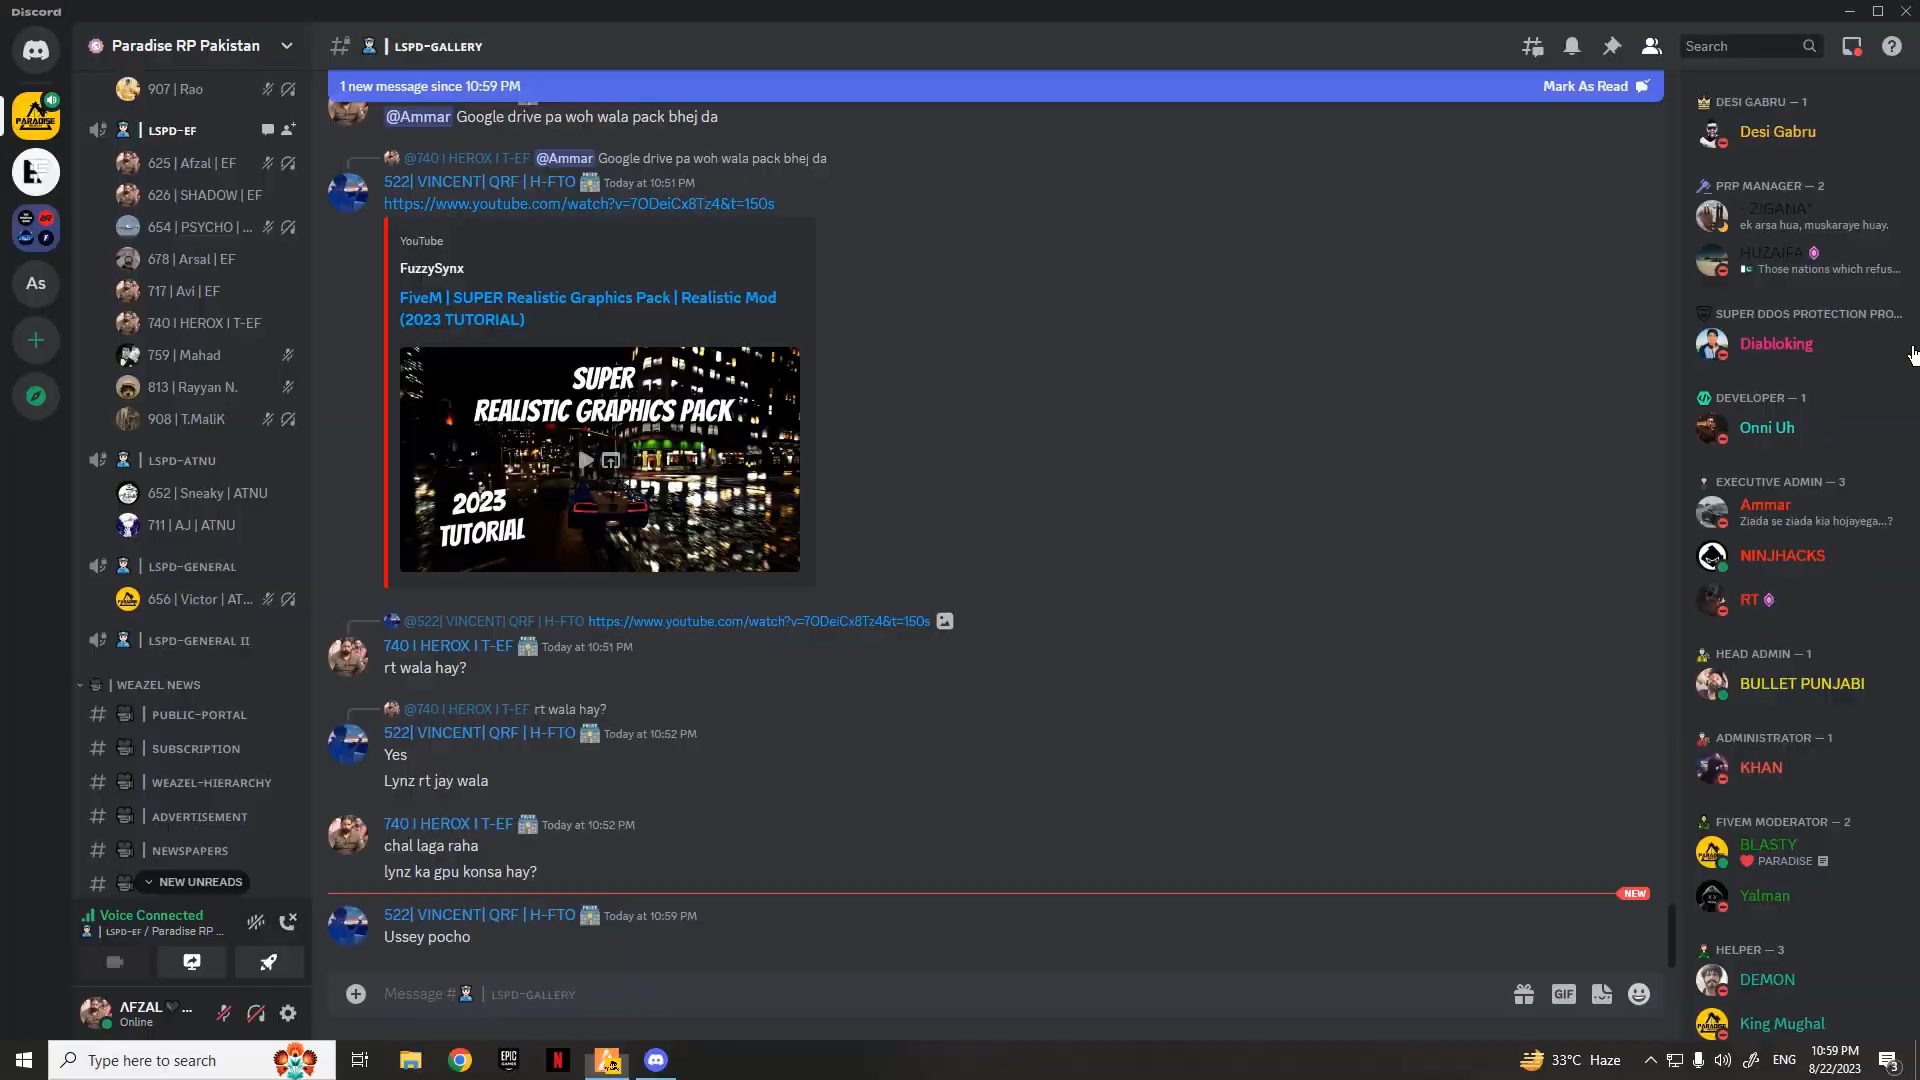 Discord
Paradise RP Pakistan
907 | Rao
LSPD-EF
625 | Afzal | EF
626 | SHADOW | EF
654 | PSYCHO | ...
678 | Arsal | EF
717 | Avi | EF
740 I HEROX I T-EF
759 | Mahad
813 | Rayyan N.
908 | T.MaliK
LSPD-ATNU
652 | Sneaky | ATNU
711 | AJ | ATNU
LSPD-GENERAL
656 | Victor | AT...
LSPD-GENERAL II
| WEAZEL NEWS
| PUBLIC-PORTAL
| SUBSCRIPTION
| WEAZEL-HIERARCHY
| ADVERTISEMENT
| NEWSPAPERS
NEW UNREADS
Voice Connected
| LSPD-EF / Paradise RP ...
ΛFZAL ...
Online
As
| LSPD-GALLERY
Search
1 new message since 10:59 PM
Mark As Read
@Ammar Google drive pa woh wala pack bhej da
@740 I HEROX I T-EF @Ammar Google drive pa woh wala pack bhej da
522| VINCENT| QRF | H-FTO Today at 10:51 PM
https://www.youtube.com/watch?v=7ODeiCx8Tz4&t=150s
YouTube
FuzzySynx
FiveM | SUPER Realistic Graphics Pack | Realistic Mod
(2023 TUTORIAL)
SUPER
REALISTIC GRAPHICS PACK
2023
TUTORIAL
@522| VINCENT| QRF | H-FTO https://www.youtube.com/watch?v=7ODeiCx8Tz4&t=150s
740 I HEROX I T-EF Today at 10:51 PM
rt wala hay?
@740 I HEROX I T-EF rt wala hay?
522| VINCENT| QRF | H-FTO Today at 10:52 PM
Yes
Lynz rt jay wala
740 I HEROX I T-EF Today at 10:52 PM
chal laga raha
lynz ka gpu konsa hay?
NEW
522| VINCENT| QRF | H-FTO Today at 10:59 PM
Ussey pocho
Message # | LSPD-GALLERY
GIF
DESI GABRU — 1
Desi Gabru
PRP MANAGER — 2
- ZIGANA"
ek arsa hua, muskaraye huay.
HUZAIFA
Those nations which refus...
SUPER DDOS PROTECTION PRO...
Diabloking
DEVELOPER — 1
Onni Uh
EXECUTIVE ADMIN — 3
Ammar
Ziada se ziada kia hojayega...?
NINJHACKS
RT
HEAD ADMIN — 1
BULLET PUNJABI
ADMINISTRATOR — 1
KHAN
FIVEM MODERATOR — 2
BLASTY
PARADISE
Yalman
HELPER — 3
DEMON
King Mughal
Type here to search
EPIC GAMES
N
33°C Haze
ENG
10:59 PM
8/22/2023
3